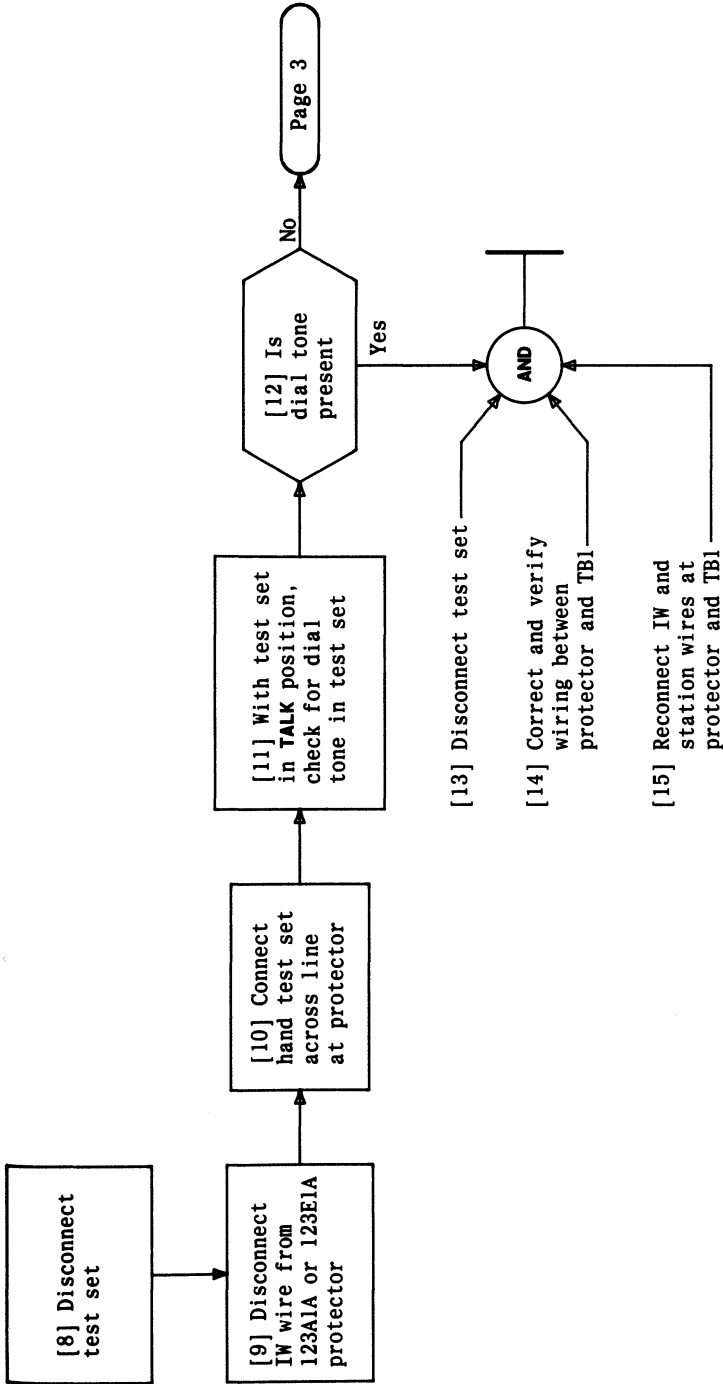 [8] Disconnect
test set
[9] Disconnect
IW wire from
123A1A or 123E1A
protector
[10] Connect
hand test set
across line
at protector
[11] With test set
in TALK position,
check for dial
tone in test set
[12] Is
dial tone
present
No
Page 3
Yes
AND
[13] Disconnect test set
[14] Correct and verify
wiring between
protector and TB1
[15] Reconnect IW and
station wires at
protector and TB1